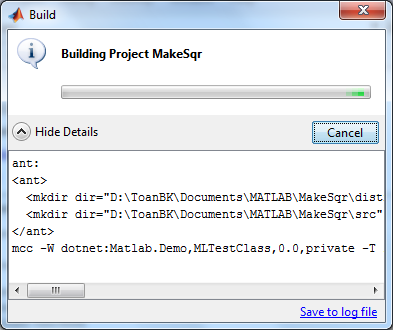 Build
Building Project MakeSqr
Hide Details
Cancel
ant:
<ant>
<mkdir dir="D:\ToanBK\Documents\MATLAB\MakeSqr\dist
<mkdir dir="D:\ToanBK\Documents\MATLAB\MakeSqr\src"
</ant>
mcc -W dotnet:Matlab.Demo,MLTestClass,0.0,private -T
Save to log file